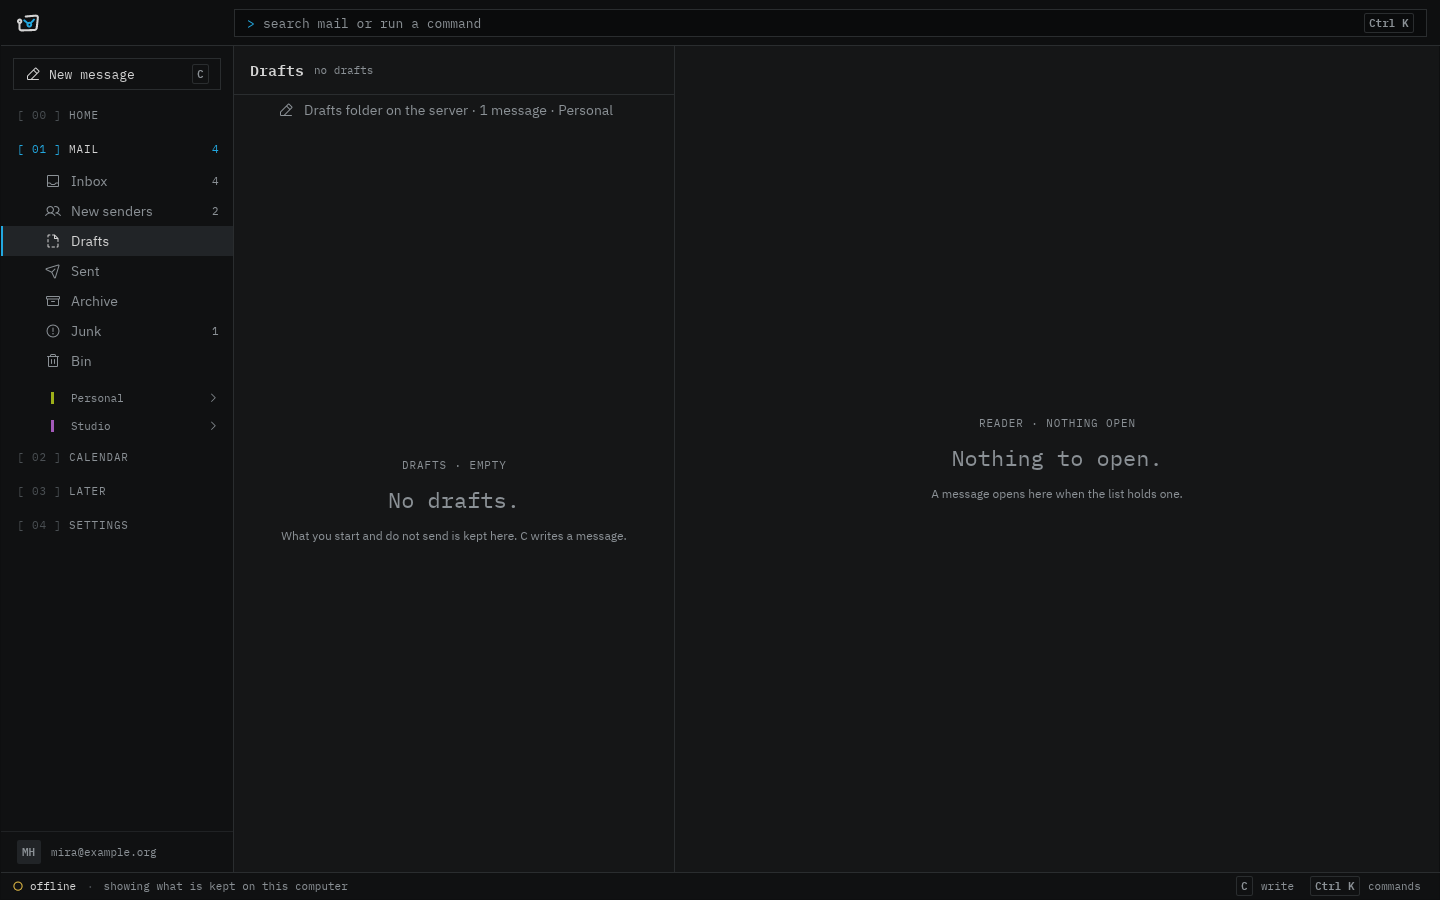 > search mail or run a command Ctrl K
New message C
[ 00 ] HOME
[ 01 ] MAIL 4
Inbox 4
New senders 2
Drafts
Sent
Archive
Junk 1
Bin
Personal
Studio
[ 02 ] CALENDAR
[ 03 ] LATER
[ 04 ] SETTINGS
MH mira@example.org
Drafts no drafts
Drafts folder on the server · 1 message · Personal
DRAFTS · EMPTY
No drafts.
What you start and do not send is kept here. C writes a message.
READER · NOTHING OPEN
Nothing to open.
A message opens here when the list holds one.
offline · showing what is kept on this computer
C write Ctrl K commands